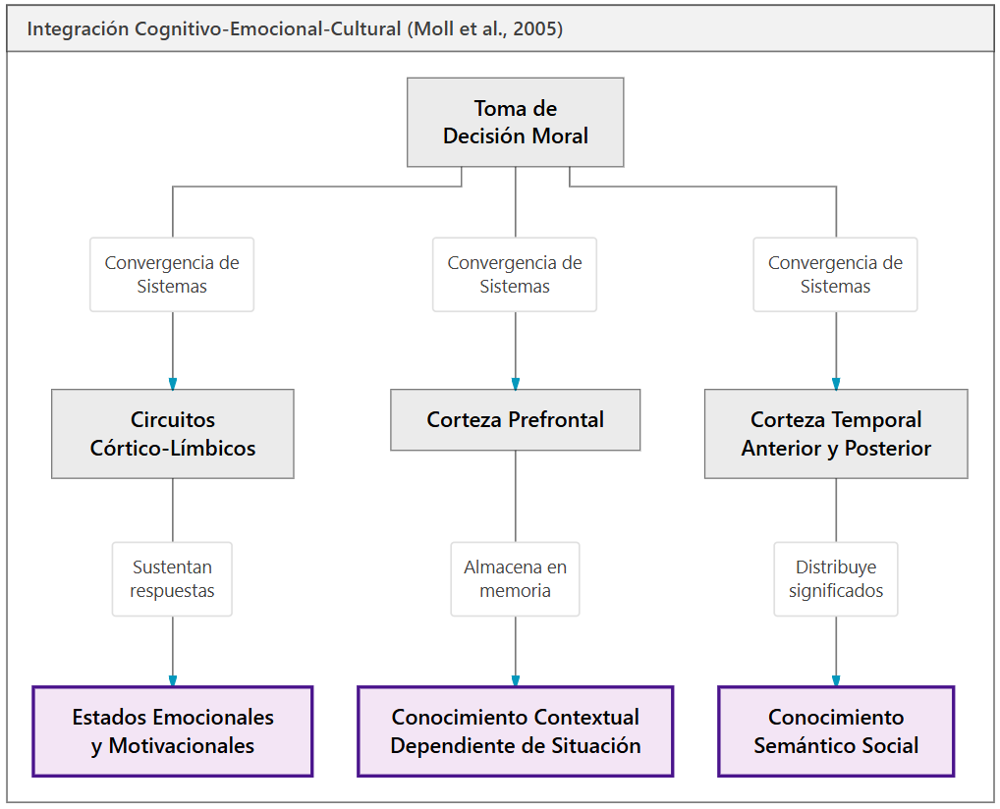 Integración Cognitivo-Emocional-Cultural (Moll et al., 2005)
Toma de
Decisión Moral
Convergencia de
Sistemas
Convergencia de
Sistemas
Convergencia de
Sistemas
Circuitos
Córtico-Límbicos
Corteza Prefrontal
Corteza Temporal
Anterior y Posterior
Sustentan
respuestas
Almacena en
memoria
Distribuye
significados
Estados Emocionales
y Motivacionales
Conocimiento Contextual
Dependiente de Situación
Conocimiento
Semántico Social